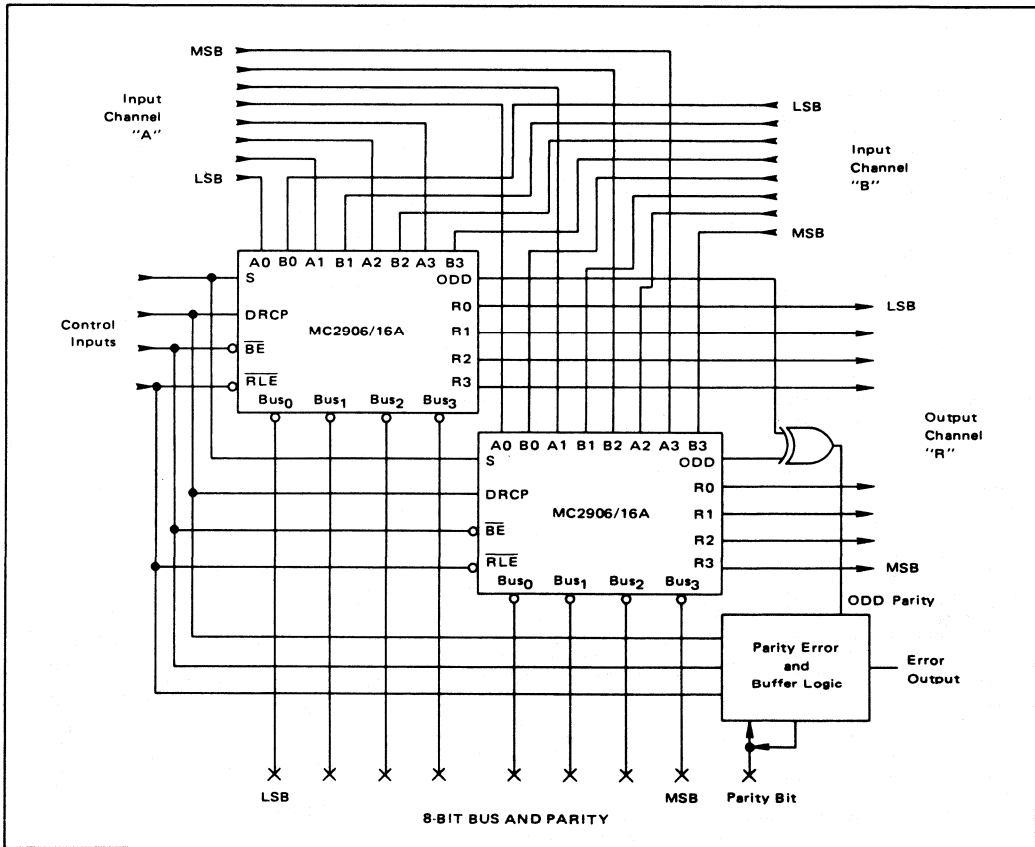 MSB
Input
Channel
"A"
LSB
LSB
Input
Channel
"B"
MSB
A0 B0 A1 B1 A2 B2 A3 B3
S
ODD
DRCP
R0
LSB
MC2906/16A
R1
Control
Inputs
BE
R2
RLE
R3
Bus0 Bus1 Bus2 Bus3
Output
Channel
"R"
A0 B0 A1 B1 B2 A2 A3 B3
S
ODD
DRCP
R0
MC2906/16A
R1
BE
R2
RLE
R3
MSB
Bus0 Bus1 Bus2 Bus3
ODD Parity
Parity Error
and
Buffer Logic
Error
Output
LSB
MSB
Parity Bit
8-BIT BUS AND PARITY